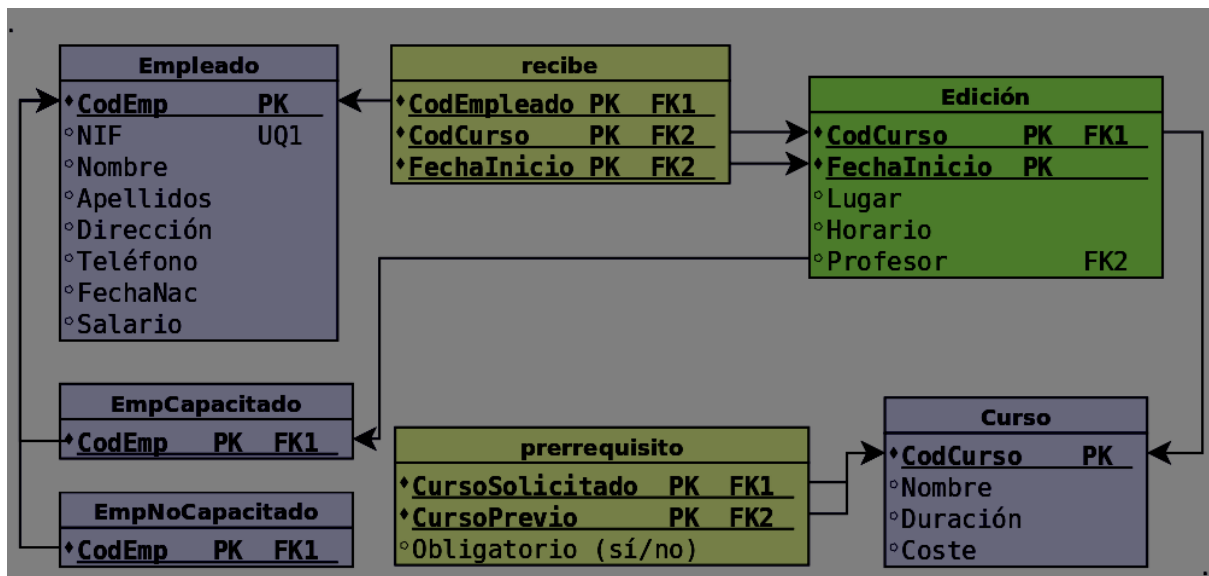 Empleado
CodEmp PK
NIF UQ1
Nombre
Apellidos
Dirección
Teléfono
FechaNac
Salario
recibe
CodEmpleado PK FK1
CodCurso PK FK2
FechaInicio PK FK2
Edición
CodCurso PK FK1
FechaInicio PK
Lugar
Horario
Profesor FK2
EmpCapacitado
CodEmp PK FK1
EmpNoCapacitado
CodEmp PK FK1
prerrequisito
CursoSolicitado PK FK1
CursoPrevio PK FK2
Obligatorio (sí/no)
Curso
CodCurso PK
Nombre
Duración
Coste